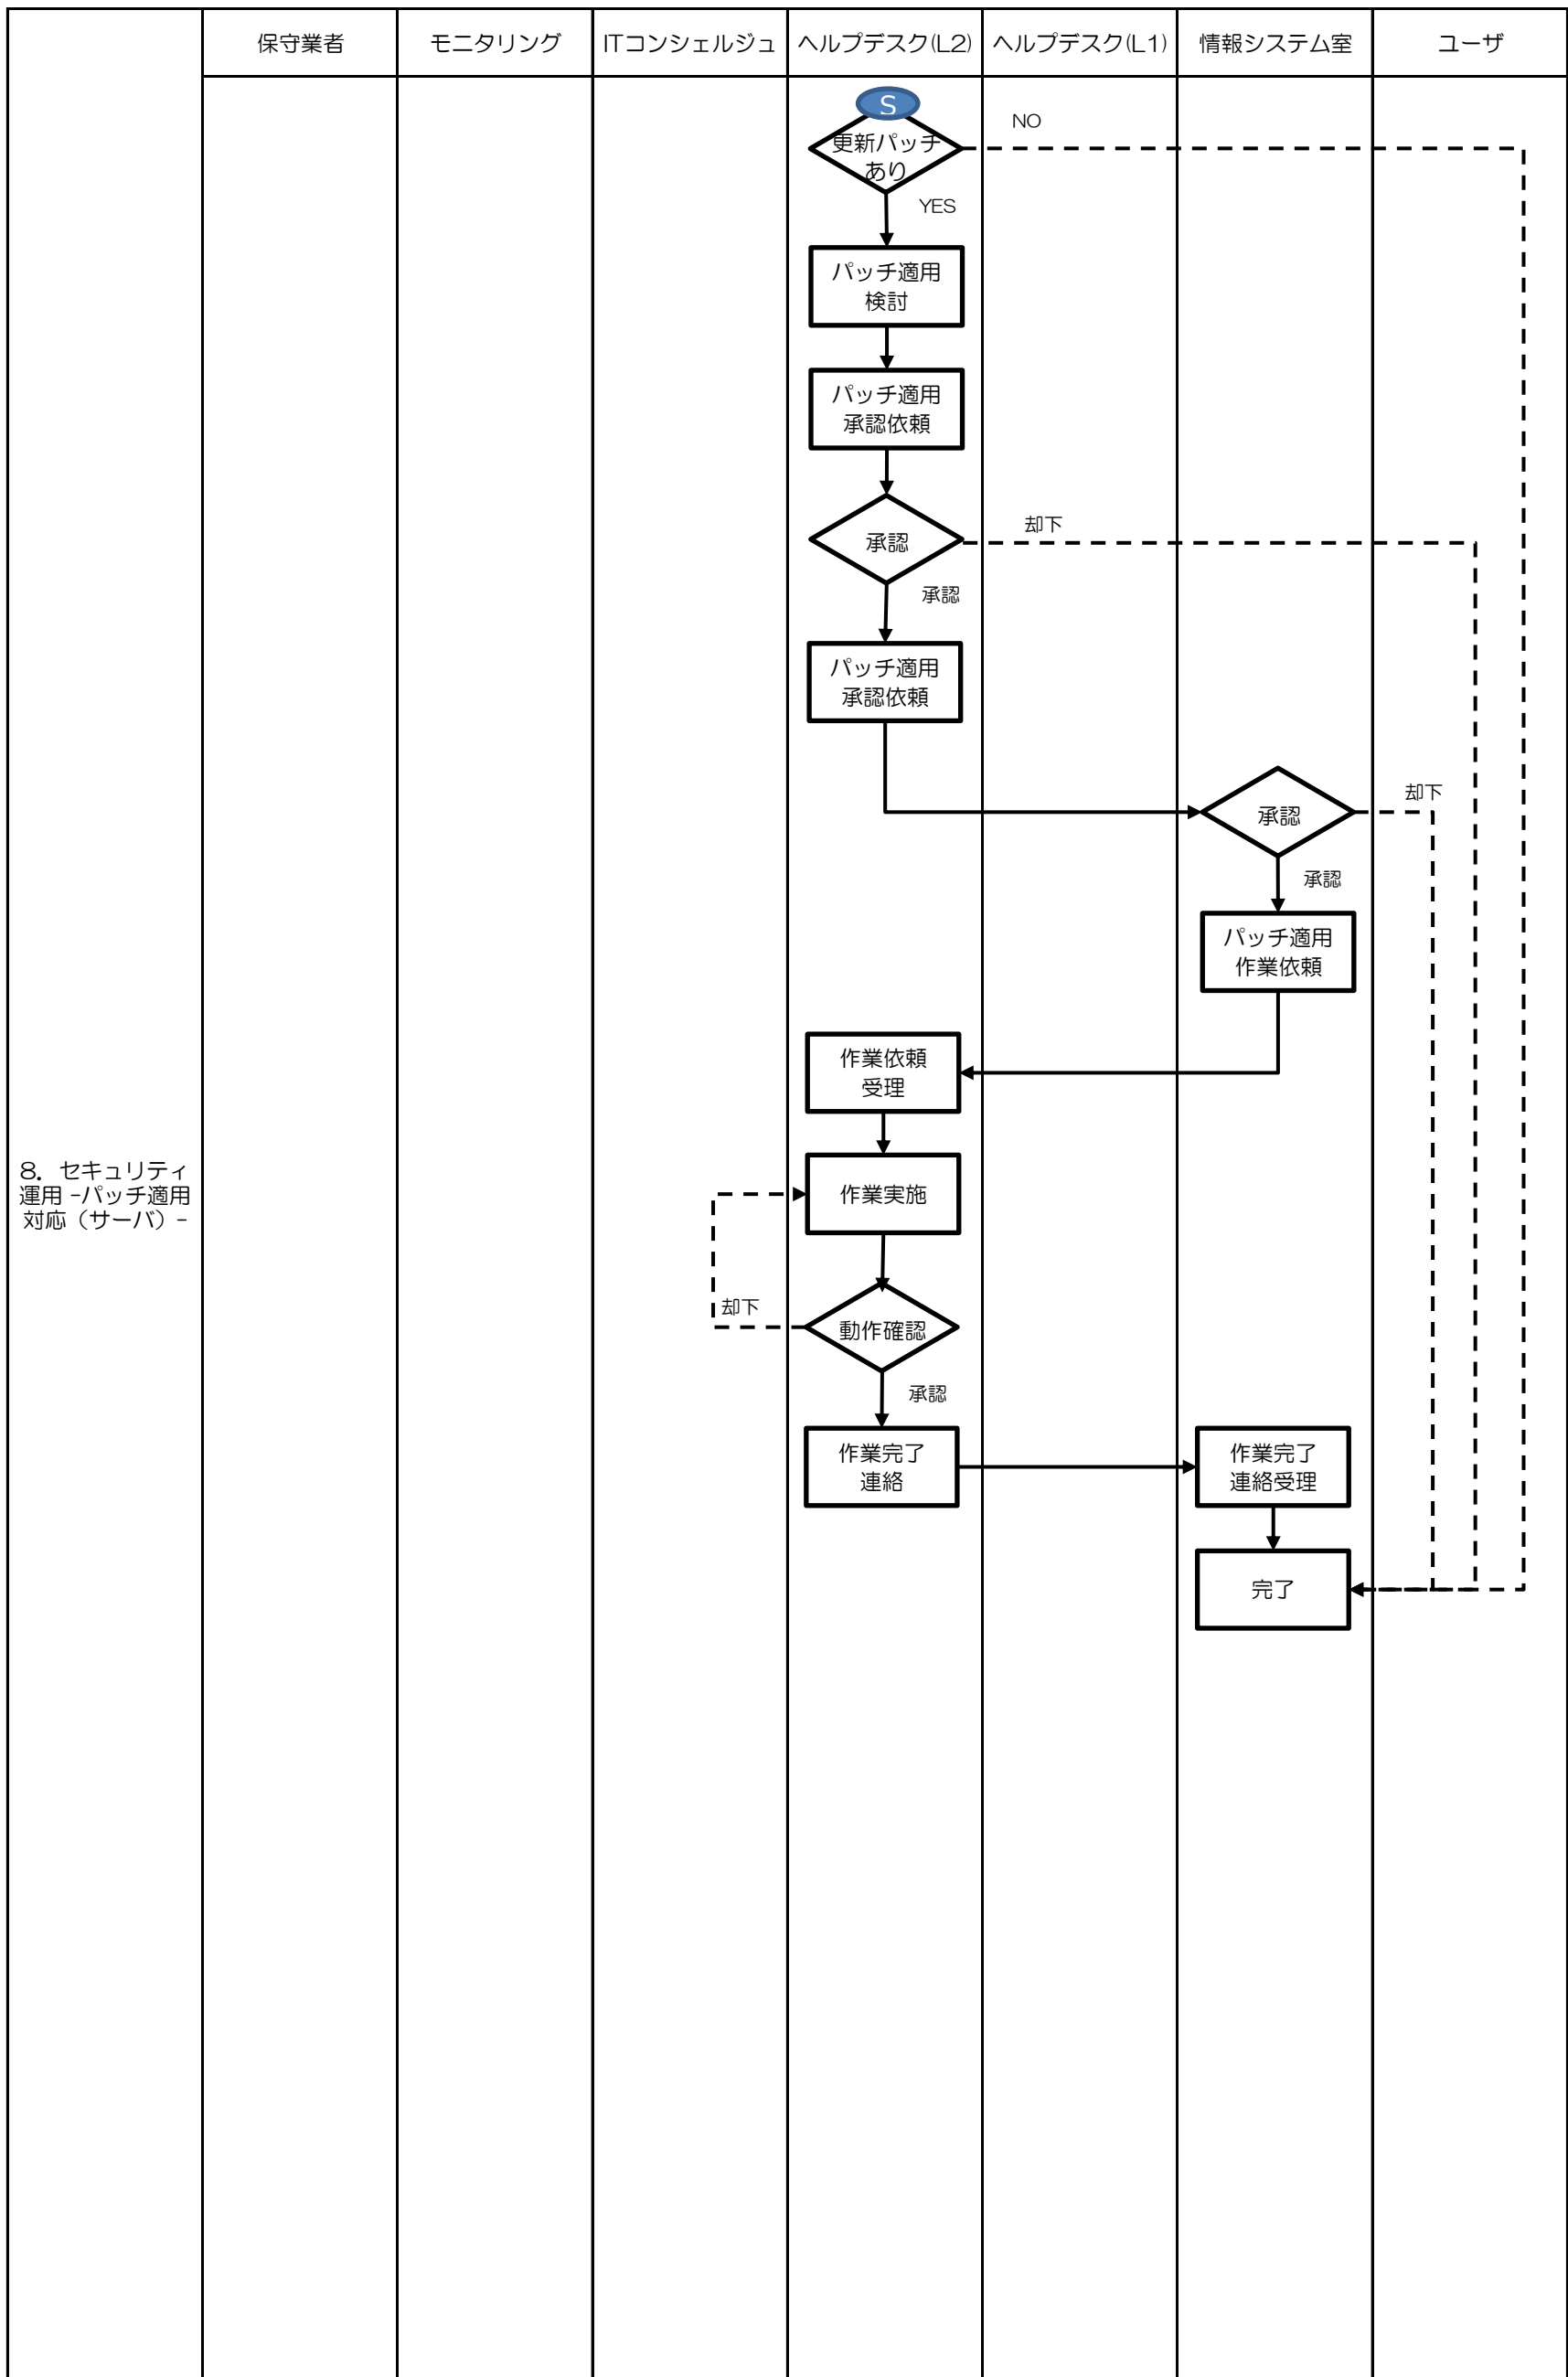 保守業者
モニタリング
ITコンシェルジュ
ヘルプデスク(L2)
ヘルプデスク(L1)
情報システム室
ユーザ
S
更新パッチ
あり
NO
YES
パッチ適用
検討
パッチ適用
承認依頼
承認
却下
承認
パッチ適用
承認依頼
承認
却下
承認
パッチ適用
作業依頼
作業依頼
受理
8．セキュリティ
運用 -パッチ適用
対応（サーバ）-
作業実施
却下
動作確認
承認
作業完了
連絡
作業完了
連絡受理
完了